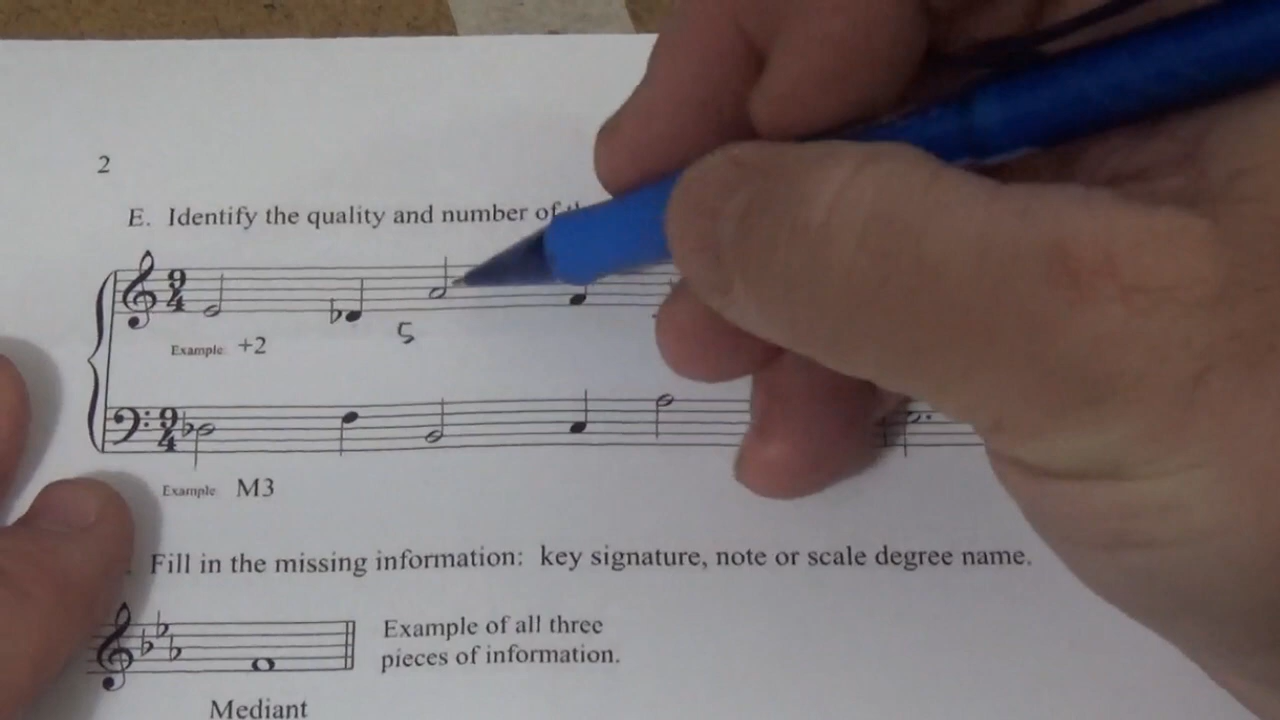 2
E. Identify the quality and number of
9
4
Example +2
5
9
4
Example M3
Fill in the missing information: key signature, note or scale degree name.
Example of all three
pieces of information.
Mediant